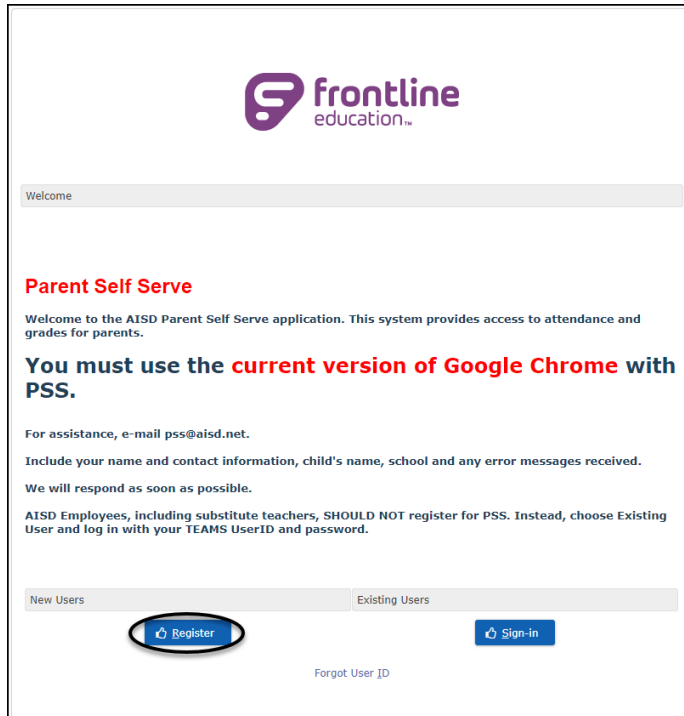 frontline
education™
Welcome
Parent Self Serve
Welcome to the AISD Parent Self Serve application. This system provides access to attendance and
grades for parents.
You must use the current version of Google Chrome with
PSS.
For assistance, e-mail pss@aisd.net.
Include your name and contact information, child's name, school and any error messages received.
We will respond as soon as possible.
AISD Employees, including substitute teachers, SHOULD NOT register for PSS. Instead, choose Existing
User and log in with your TEAMS UserID and password.
New Users
Existing Users
Register
Sign-in
Forgot User ID